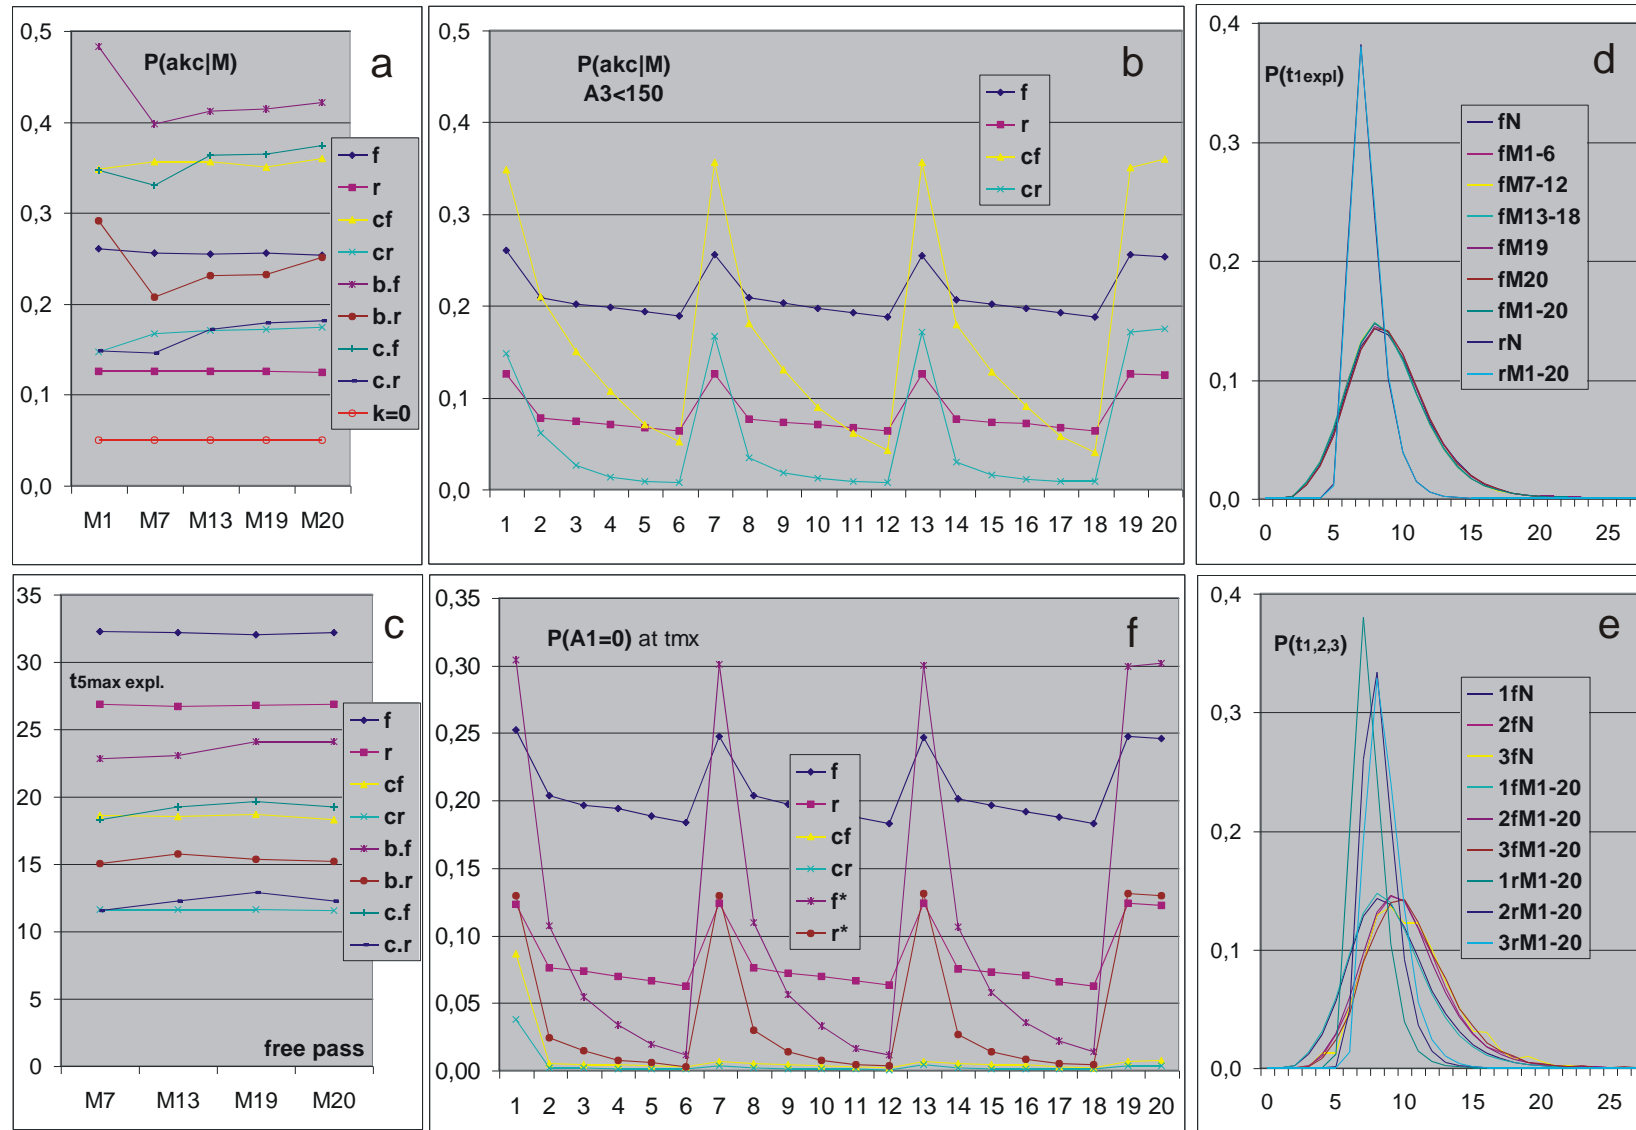 0,5
0,4
0,3
0,2
0,1
0,0
P(akc|M)
a
f
r
cf
cr
b.f
b.r
c.f
c.r
k=0
M1 M7 M13 M19 M20
0,5
0,4
0,3
0,2
0,1
0,0
P(akc|M)
A3<150
b
f
r
cf
cr
1 2 3 4 5 6 7 8 9 10 11 12 13 14 15 16 17 18 19 20
0,4
0,3
0,2
0,1
0,0
P(t1expl)
d
fN
fM1-6
fM7-12
fM13-18
fM19
fM20
fM1-20
rN
rM1-20
0 5 10 15 20 25
35
30
25
20
15
10
5
0
c
t5max expl.
f
r
cf
cr
b.f
b.r
c.f
c.r
free pass
M7 M13 M19 M20
0,35
0,30
0,25
0,20
0,15
0,10
0,05
0,00
P(A1=0) at tmx
f
f
r
cf
cr
f*
r*
1 2 3 4 5 6 7 8 9 10 11 12 13 14 15 16 17 18 19 20
0,4
0,3
0,2
0,1
0,0
P(t1,2,3)
e
1fN
2fN
3fN
1fM1-20
2fM1-20
3fM1-20
1rM1-20
2rM1-20
3rM1-20
0 5 10 15 20 25